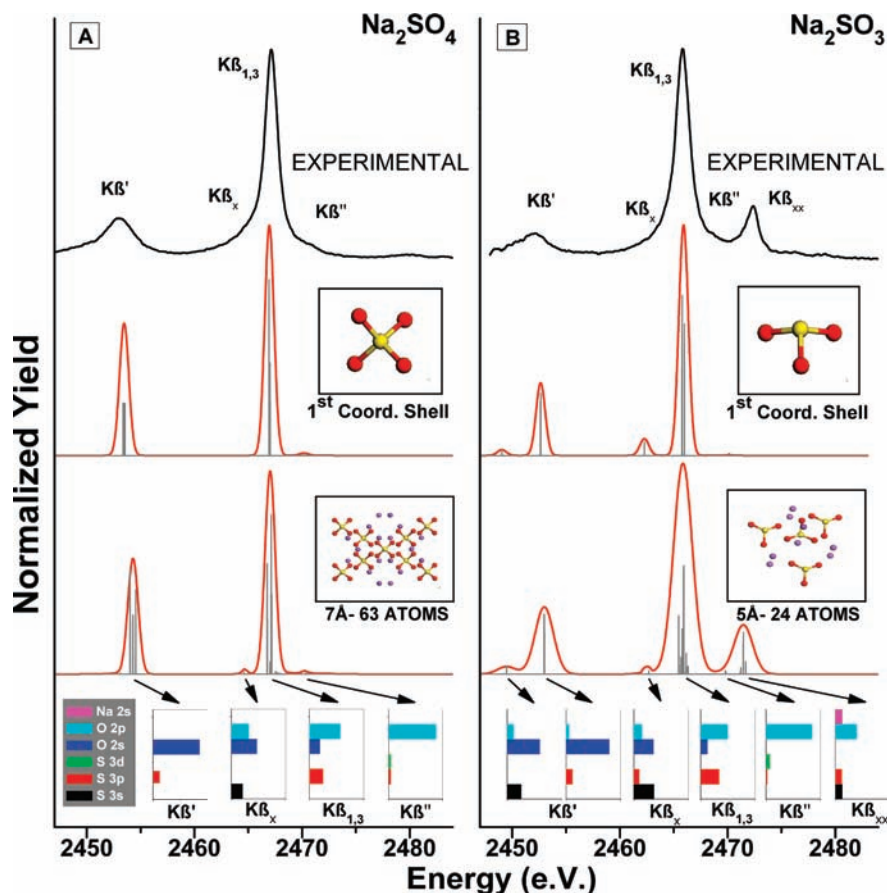 A
Na₂SO₄
Kß₁,₃
EXPERIMENTAL
Kß'
Kßₓ
Kß"
1st Coord. Shell
7Å- 63 ATOMS
Na 2s
O 2p
O 2s
S 3d
S 3p
S 3s
Kß'
Kßₓ
Kß₁,₃
Kß"
2450
2460
2470
2480
B
Na₂SO₃
Kß₁,₃
EXPERIMENTAL
Kß'
Kßₓ
Kß"
Kßₓₓ
1st Coord. Shell
5Å- 24 ATOMS
Kß'
Kßₓ
Kß₁,₃
Kß"
Kßₓₓ
2450
2460
2470
2480
Normalized Yield
Energy (e.V.)